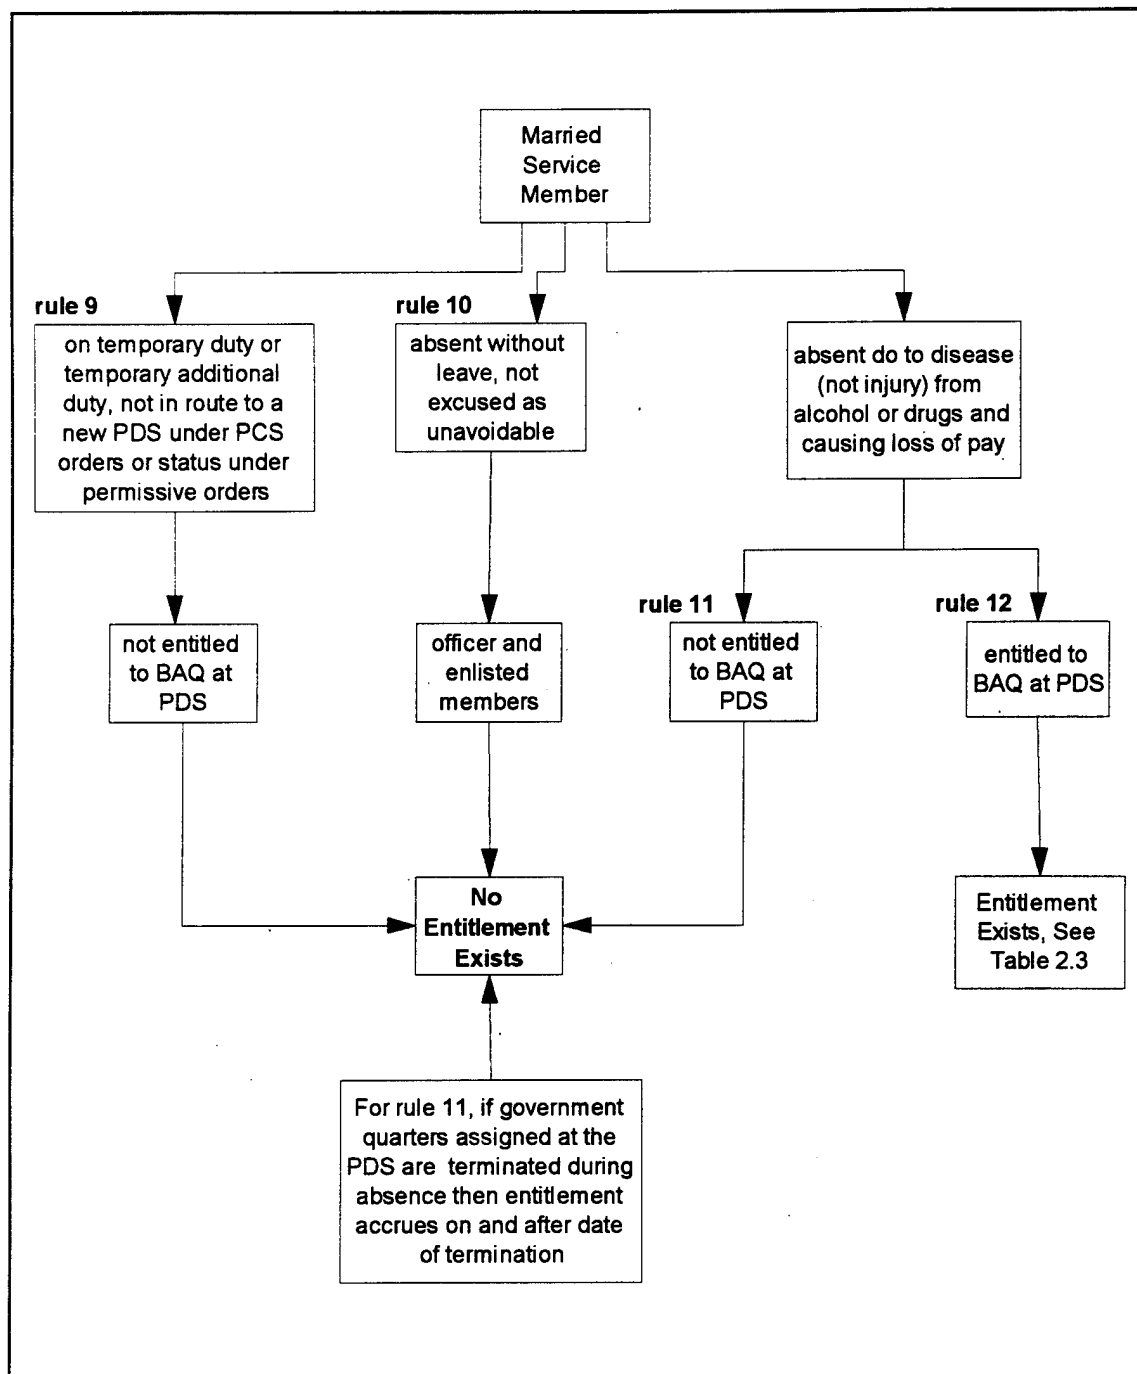 Married
Service
Member
rule 9
on temporary duty or
temporary additional
duty, not in route to a
new PDS under PCS
orders or status under
permissive orders
rule 10
absent without
leave, not
excused as
unavoidable
absent do to disease
(not injury) from
alcohol or drugs and
causing loss of pay
not entitled
to BAQ at
PDS
officer and
enlisted
members
rule 11
not entitled
to BAQ at
PDS
rule 12
entitled to
BAQ at PDS
No
Entitlement
Exists
Entitlement
Exists, See
Table 2.3
For rule 11, if government
quarters assigned at the
PDS are terminated during
absence then entitlement
accrues on and after date
of termination